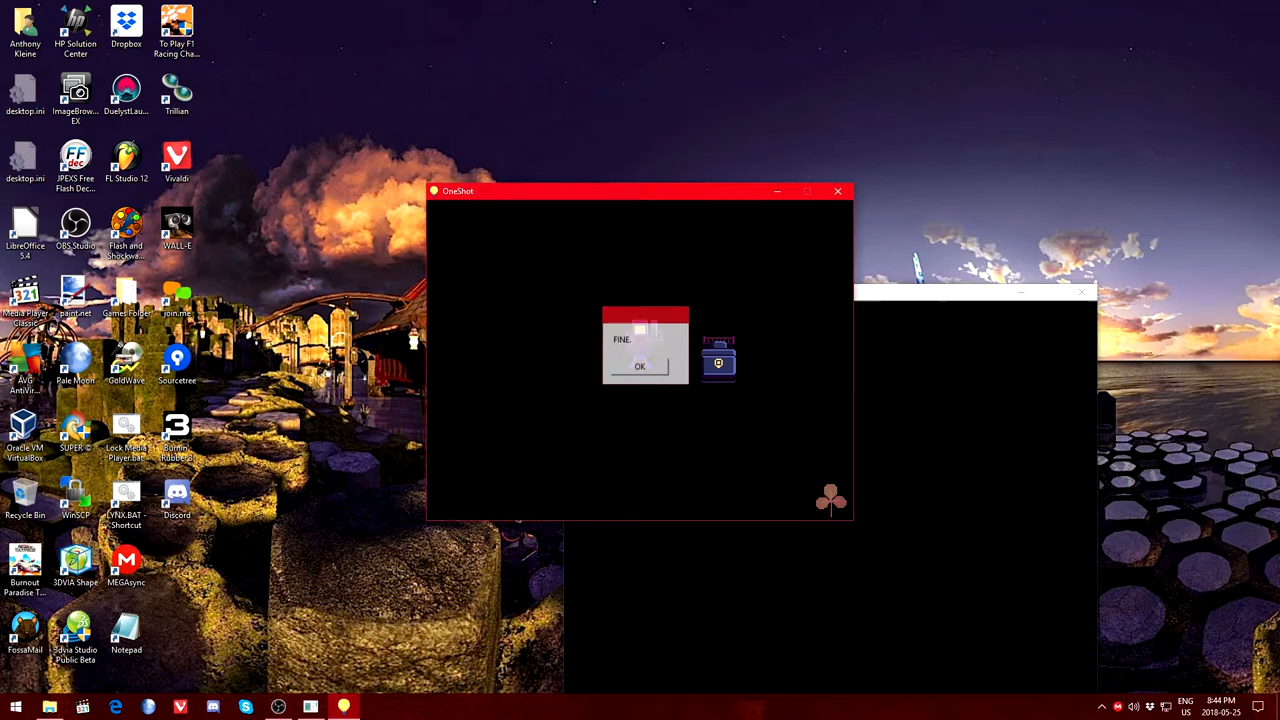 Anthony
Kleine
HP Solution
Center
Dropbox
To Play F1
Racing Cha...
desktop.ini
ImageBrow...
EX
DuelystLau...
Trillian
desktop.ini
JPEXS Free
Flash Dec...
FL Studio 12
Vivaldi
LibreOffice
5.4
OBS Studio
Flash and
Shockwa...
WALL-E
Media Player
Classic
paint.net
Games Folder
join.me
AVG
AntiVir...
Pale Moon
GoldWave
Sourcetree
Oracle VM
VirtualBox
SUPER ©
Lock Media
Player.bat
Burnin'
Rubber 3
Recycle Bin
WinSCP
LYNX.BAT -
Shortcut
Discord
Burnout
Paradise T...
3DVIA Shape
MEGAsync
FossaMail
3dvia Studio
Public Beta
Notepad
OneShot
FINE.
OK
ENG
US
8:44 PM
2018-05-25